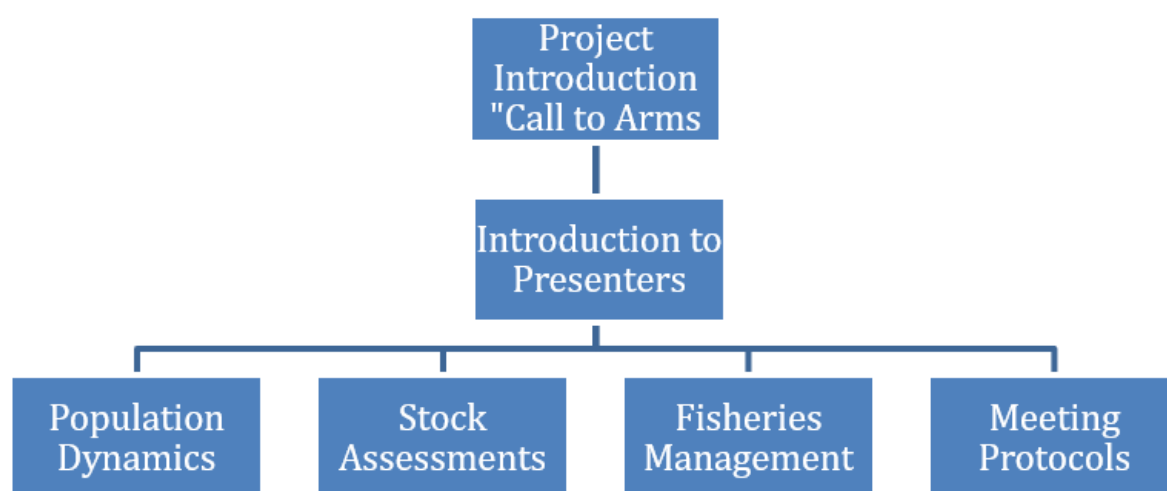 Project
Introduction
"Call to Arms
Introduction to
Presenters
Population
Dynamics
Stock
Assessments
Fisheries
Management
Meeting
Protocols